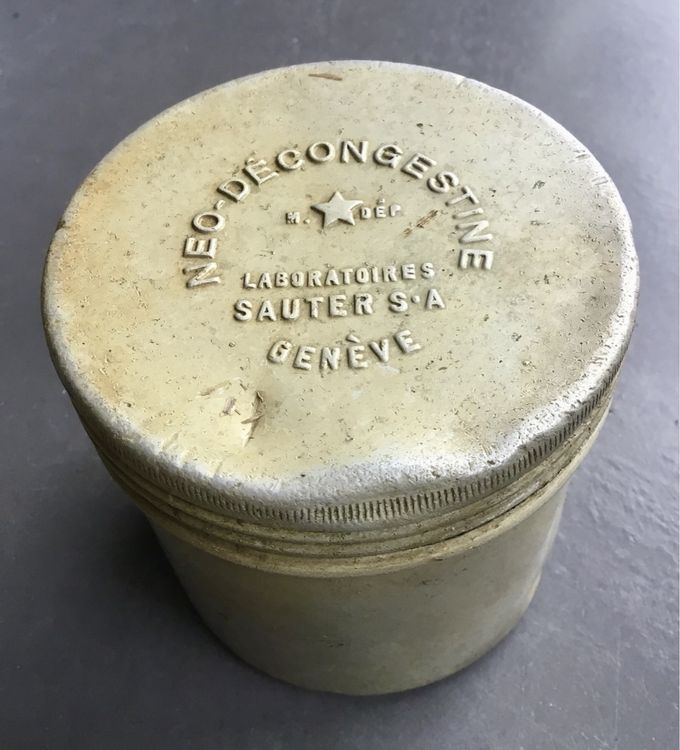 NEO-DÉCONGESTINE
M. DÉP.
LABORATOIRES
SAUTER S·A
GENÈVE